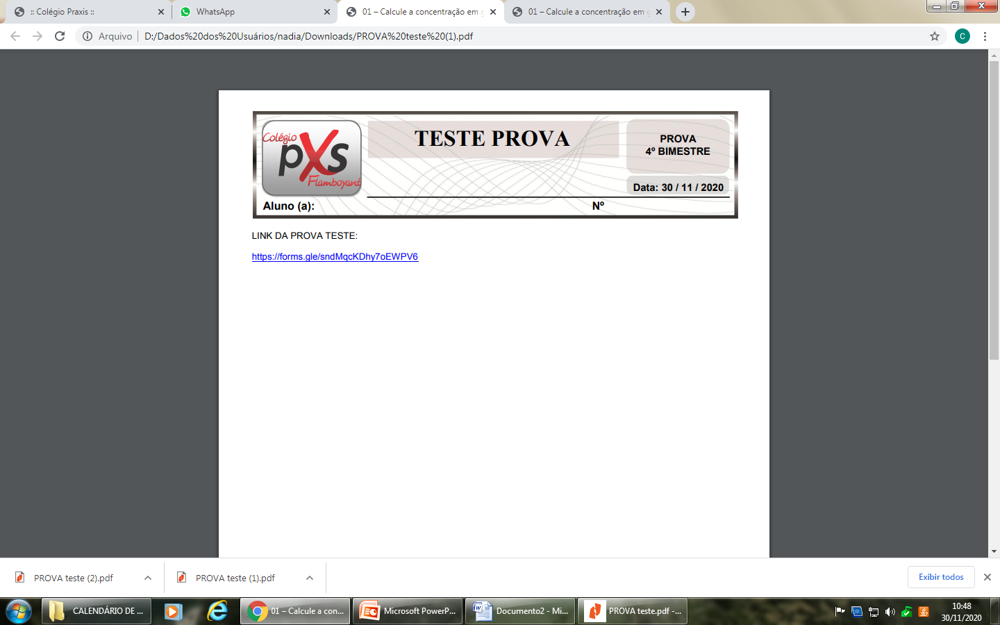 :: Colégio Praxis ::
WhatsApp
01 – Calcule a concentração em g
01 – Calcule a concentração em g
Arquivo
D:/Dados%20dos%20Usuários/nadia/Downloads/PROVA%20teste%20(1).pdf
C
Colégio
pXs
Flamboyant
TESTE PROVA
PROVA
4º BIMESTRE
Data: 30 / 11 / 2020
Aluno (a):
Nº
LINK DA PROVA TESTE:
https://forms.gle/sndMqcKDhy7oEWPV6
PROVA teste (2).pdf
PROVA teste (1).pdf
Exibir todos
CALENDÁRIO DE ...
01 – Calcule a con...
Microsoft PowerP...
Documento2 - Mi...
PROVA teste.pdf -...
10:48
30/11/2020